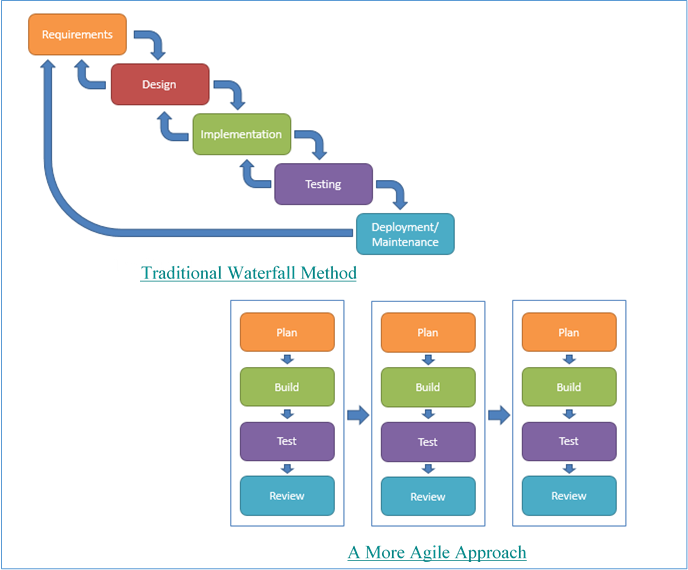 Requirements
Design
Implementation
Testing
Deployment/
Maintenance
Traditional Waterfall Method
Plan
Plan
Plan
Build
Build
Build
Test
Test
Test
Review
Review
Review
A More Agile Approach